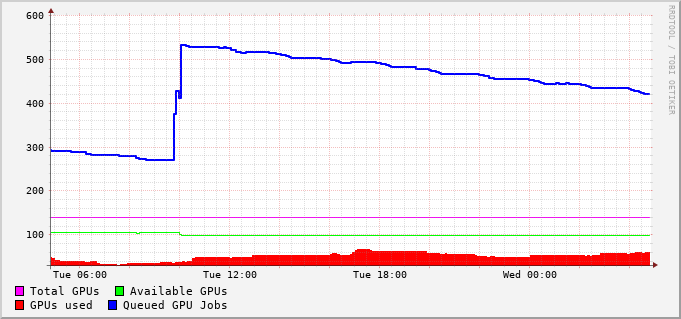 600
500
400
300
200
100
Tue 06:00 Tue 12:00 Tue 18:00 Wed 00:00
Total GPUs Available GPUs
GPUs used Queued GPU Jobs
RRDTOOL / TOBI OETIKER